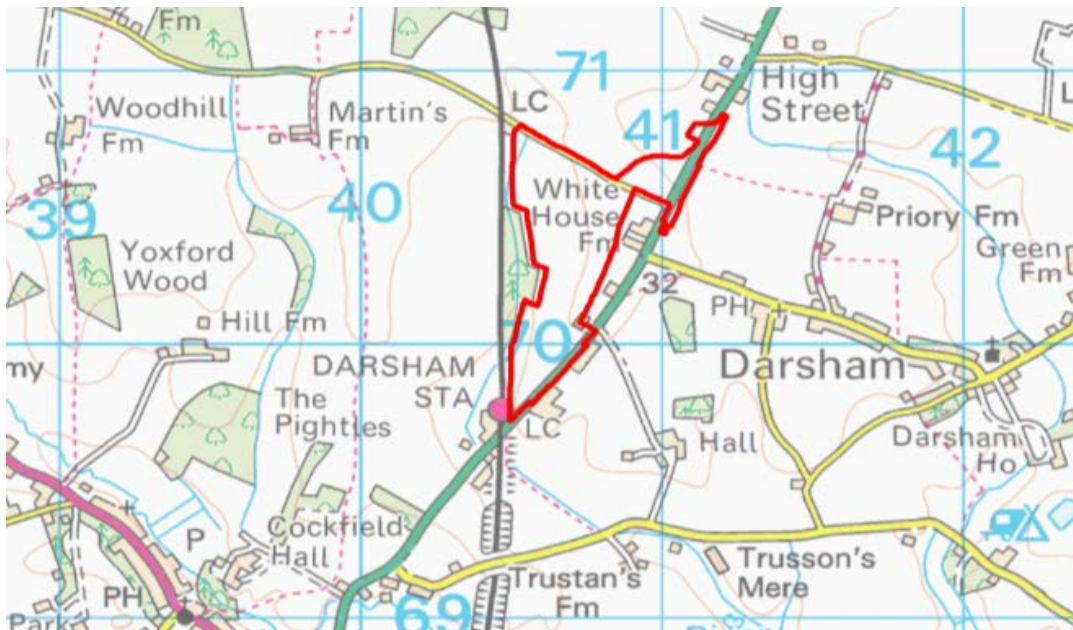 Fm
71
LC
High
Street
L
Woodhill
Fm
Martin's
Fm
41
42
39
40
White
House
Fm
Priory Fm
Green
Fm
Yoxford
Wood
32
PH
Hill Fm
70
my
DARSHAM
STA
Darsham
The
Pightles
LC
Hall
Darsham
Ho
Cockfield
Hall
P
Trusson's
Mere
Trustan's
Fm
PH
69
Park